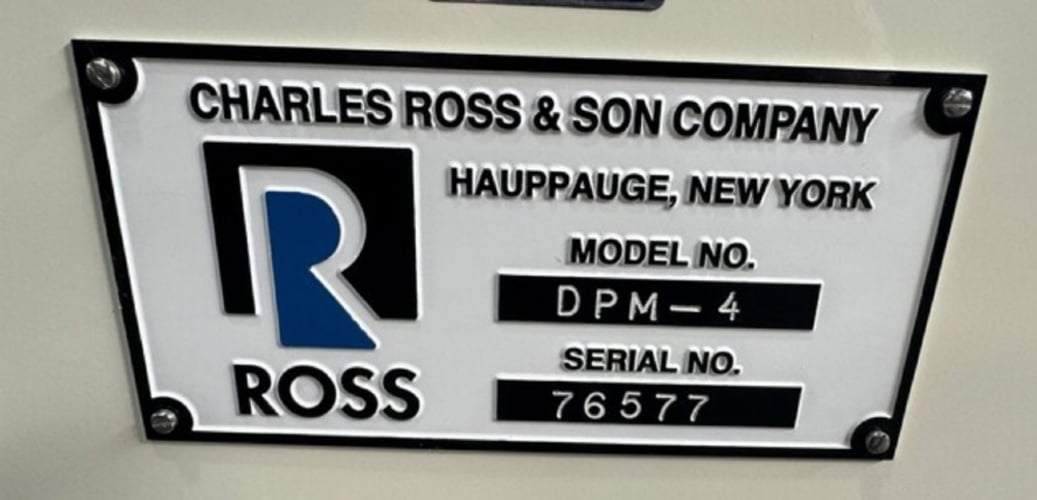 CHARLES ROSS & SON COMPANY
HAUPPAUGE, NEW YORK
MODEL NO.
DPM-4
SERIAL NO.
76577
R
ROSS